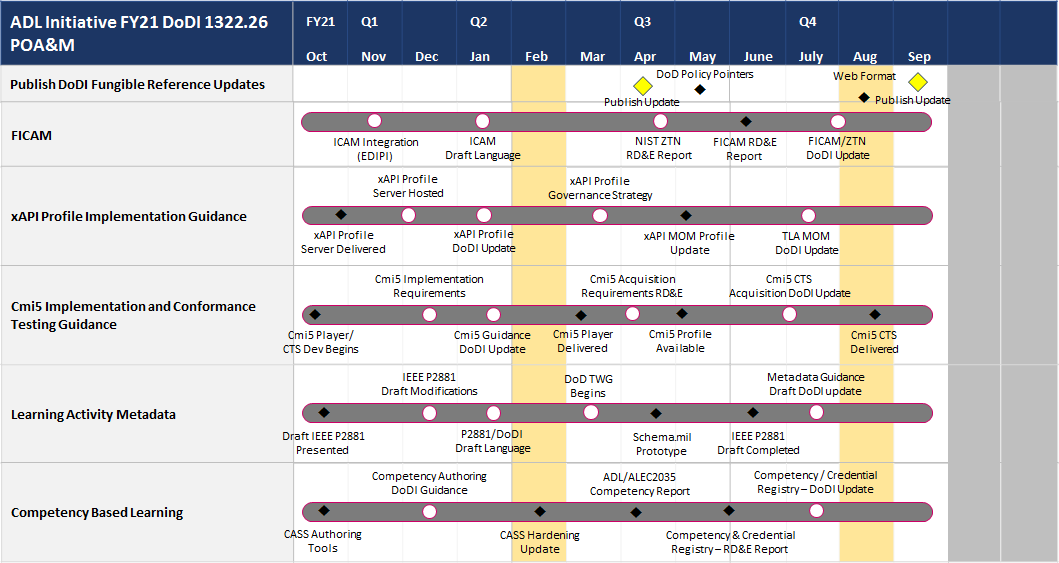 ADL Initiative FY21 DoDI 1322.26
POA&M
FY21 Q1 Q2 Q3 Q4
Oct Nov Dec Jan Feb Mar Apr May June July Aug Sep
Publish DoDI Fungible Reference Updates
DoD Policy Pointers
Web Format
Publish Update
Publish Update
FICAM
ICAM Integration
(EDIPI)
ICAM
Draft Language
NIST ZTN
RD&E Report
FICAM RD&E
Report
FICAM/ZTN
DoDI Update
xAPI Profile Implementation Guidance
xAPI Profile
Server Hosted
xAPI Profile
Governance Strategy
xAPI Profile
Server Delivered
xAPI Profile
DoDI Update
xAPI MOM Profile
Update
TLA MOM
DoDI Update
Cmi5 Implementation and Conformance
Testing Guidance
Cmi5 Implementation
Requirements
Cmi5 Acquisition
Requirements RD&E
Cmi5 CTS
Acquisition DoDI Update
Cmi5 Player/
CTS Dev Begins
Cmi5 Guidance
DoDI Update
Cmi5 Player
Delivered
Cmi5 Profile
Available
Cmi5 CTS
Delivered
Learning Activity Metadata
IEEE P2881
Draft Modifications
DoD TWG
Begins
Metadata Guidance
Draft DoDI update
Draft IEEE P2881
Presented
P2881/DoDI
Draft Language
Schema.mil
Prototype
IEEE P2881
Draft Completed
Competency Based Learning
Competency Authoring
DoDI Guidance
ADL/ALEC2035
Competency Report
Competency / Credential
Registry – DoDI Update
CASS Authoring
Tools
CASS Hardening
Update
Competency & Credential
Registry – RD&E Report